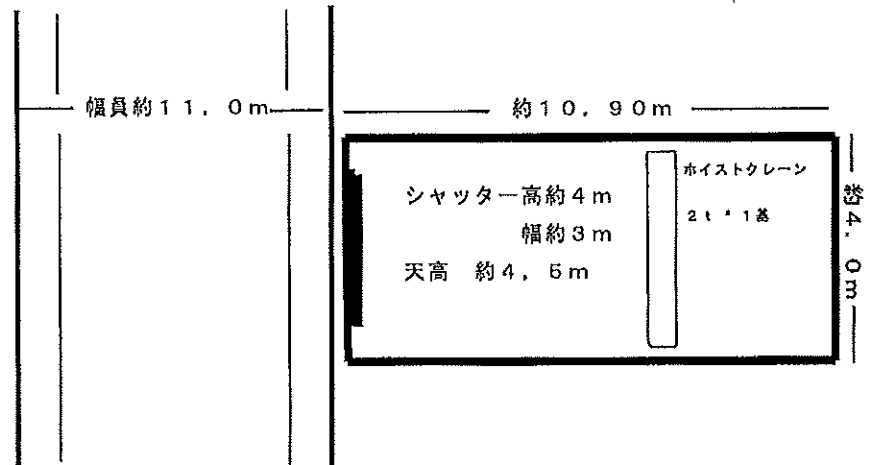 幅員約11.0m
約10.90m
ホイストクレーン
2t・1基
シャッター高約4m
幅約3m
天高 約4.5m
約4.0m